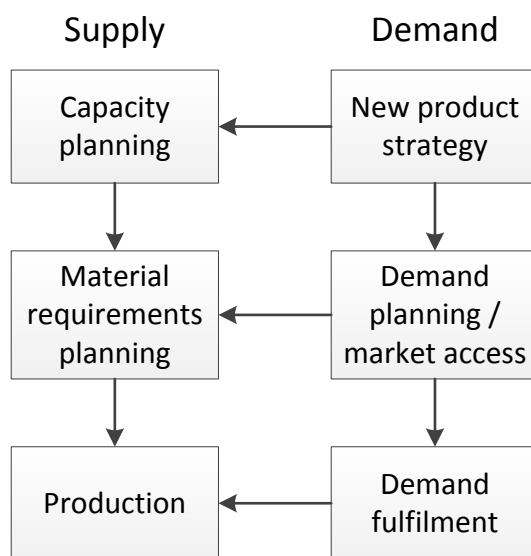 Supply
Demand
Capacity
planning
New product
strategy
Material
requirements
planning
Demand
planning /
market access
Production
Demand
fulfilment